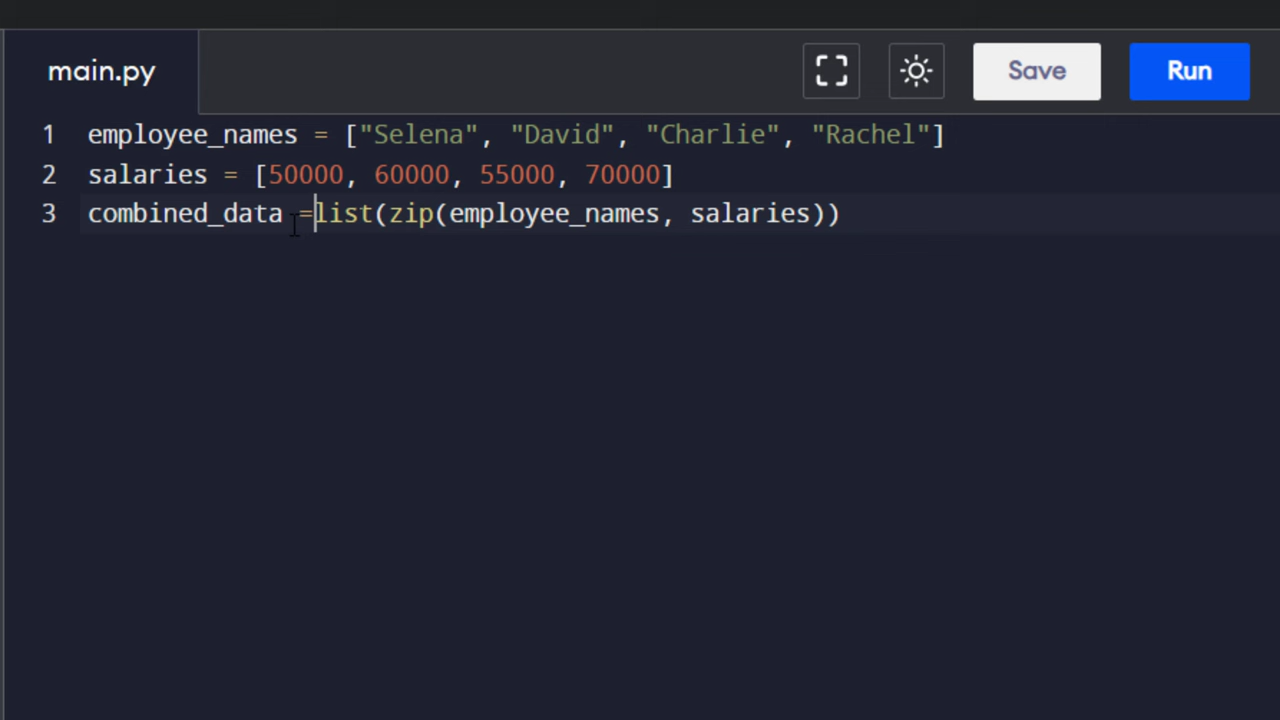 main.py
Save
Run
1 employee_names = ["Selena", "David", "Charlie", "Rachel"]
2 salaries = [50000, 60000, 55000, 70000]
3 combined_data =list(zip(employee_names, salaries))